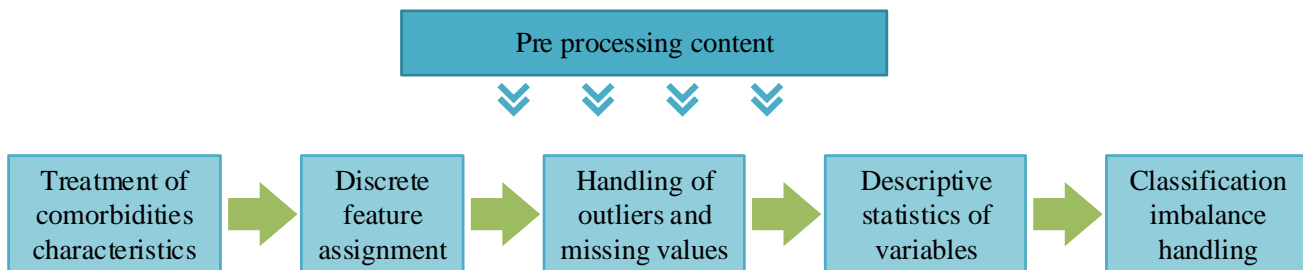 Pre processing content
Treatment of
comorbidities
characteristics
Discrete
feature
assignment
Handling of
outliers and
missing values
Descriptive
statistics of
variables
Classification
imbalance
handling